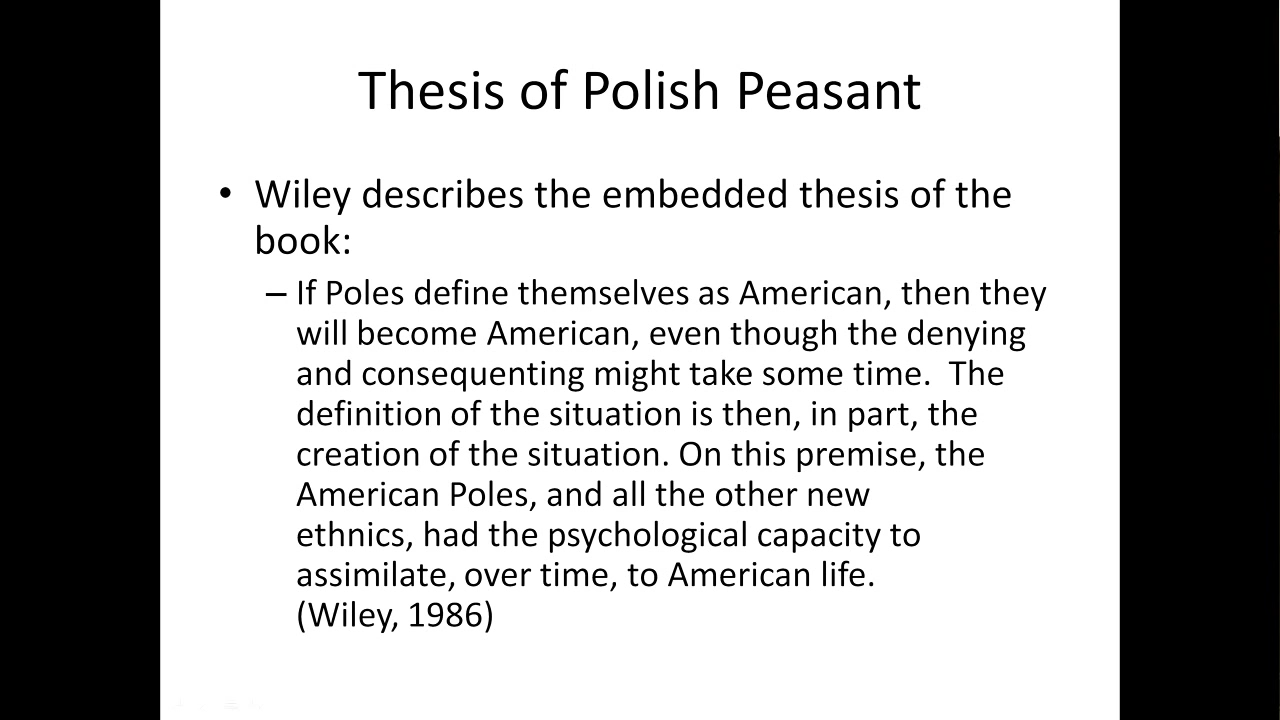 Thesis of Polish Peasant
• Wiley describes the embedded thesis of the
book:
– If Poles define themselves as American, then they
will become American, even though the denying
and consequenting might take some time.  The
definition of the situation is then, in part, the
creation of the situation. On this premise, the
American Poles, and all the other new
ethnics, had the psychological capacity to
assimilate, over time, to American life.
(Wiley, 1986)